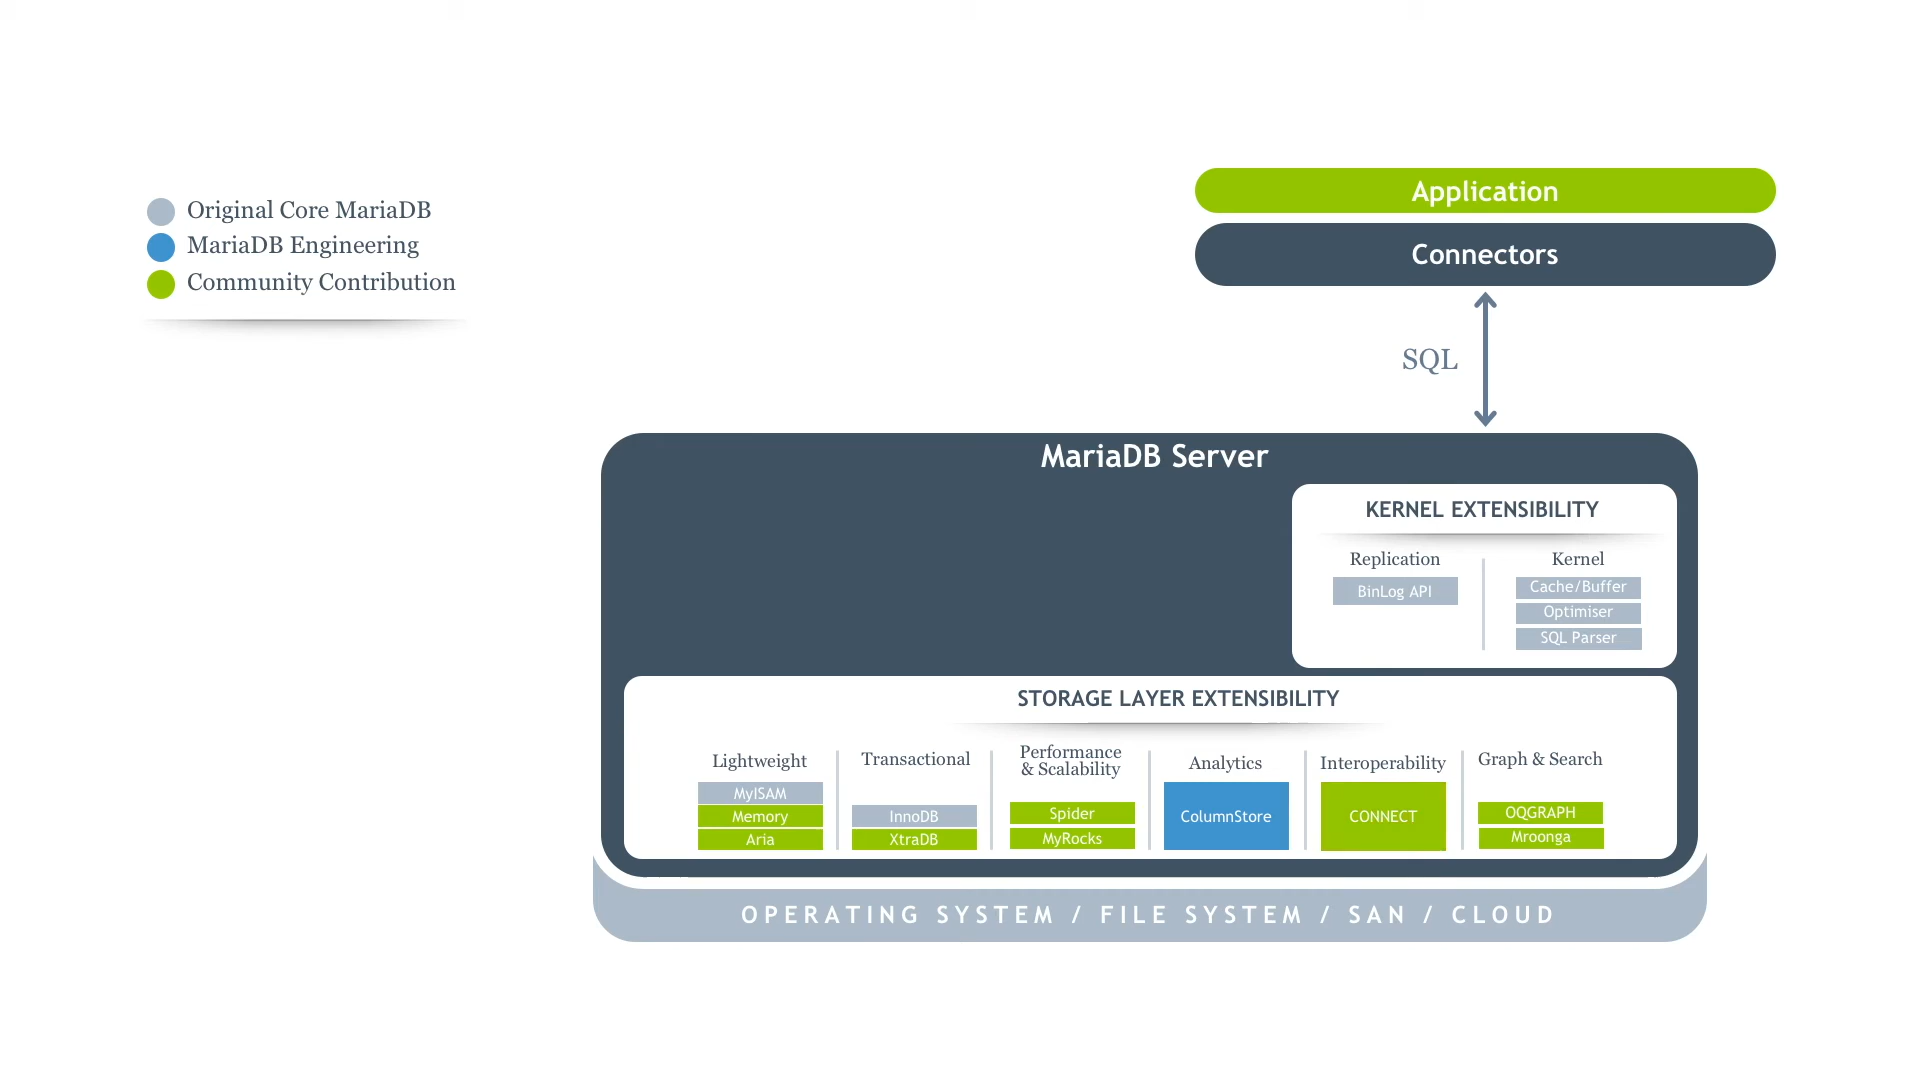 Original Core MariaDB
MariaDB Engineering
Community Contribution
Application
Connectors
SQL
MariaDB Server
KERNEL EXTENSIBILITY
Replication
BinLog API
Kernel
Cache/Buffer
Optimiser
SQL Parser
STORAGE LAYER EXTENSIBILITY
Lightweight
MyISAM
Memory
Aria
Transactional
InnoDB
XtraDB
Performance
& Scalability
Spider
MyRocks
Analytics
ColumnStore
Interoperability
CONNECT
Graph & Search
OQGRAPH
Mroonga
OPERATING SYSTEM / FILE SYSTEM / SAN / CLOUD